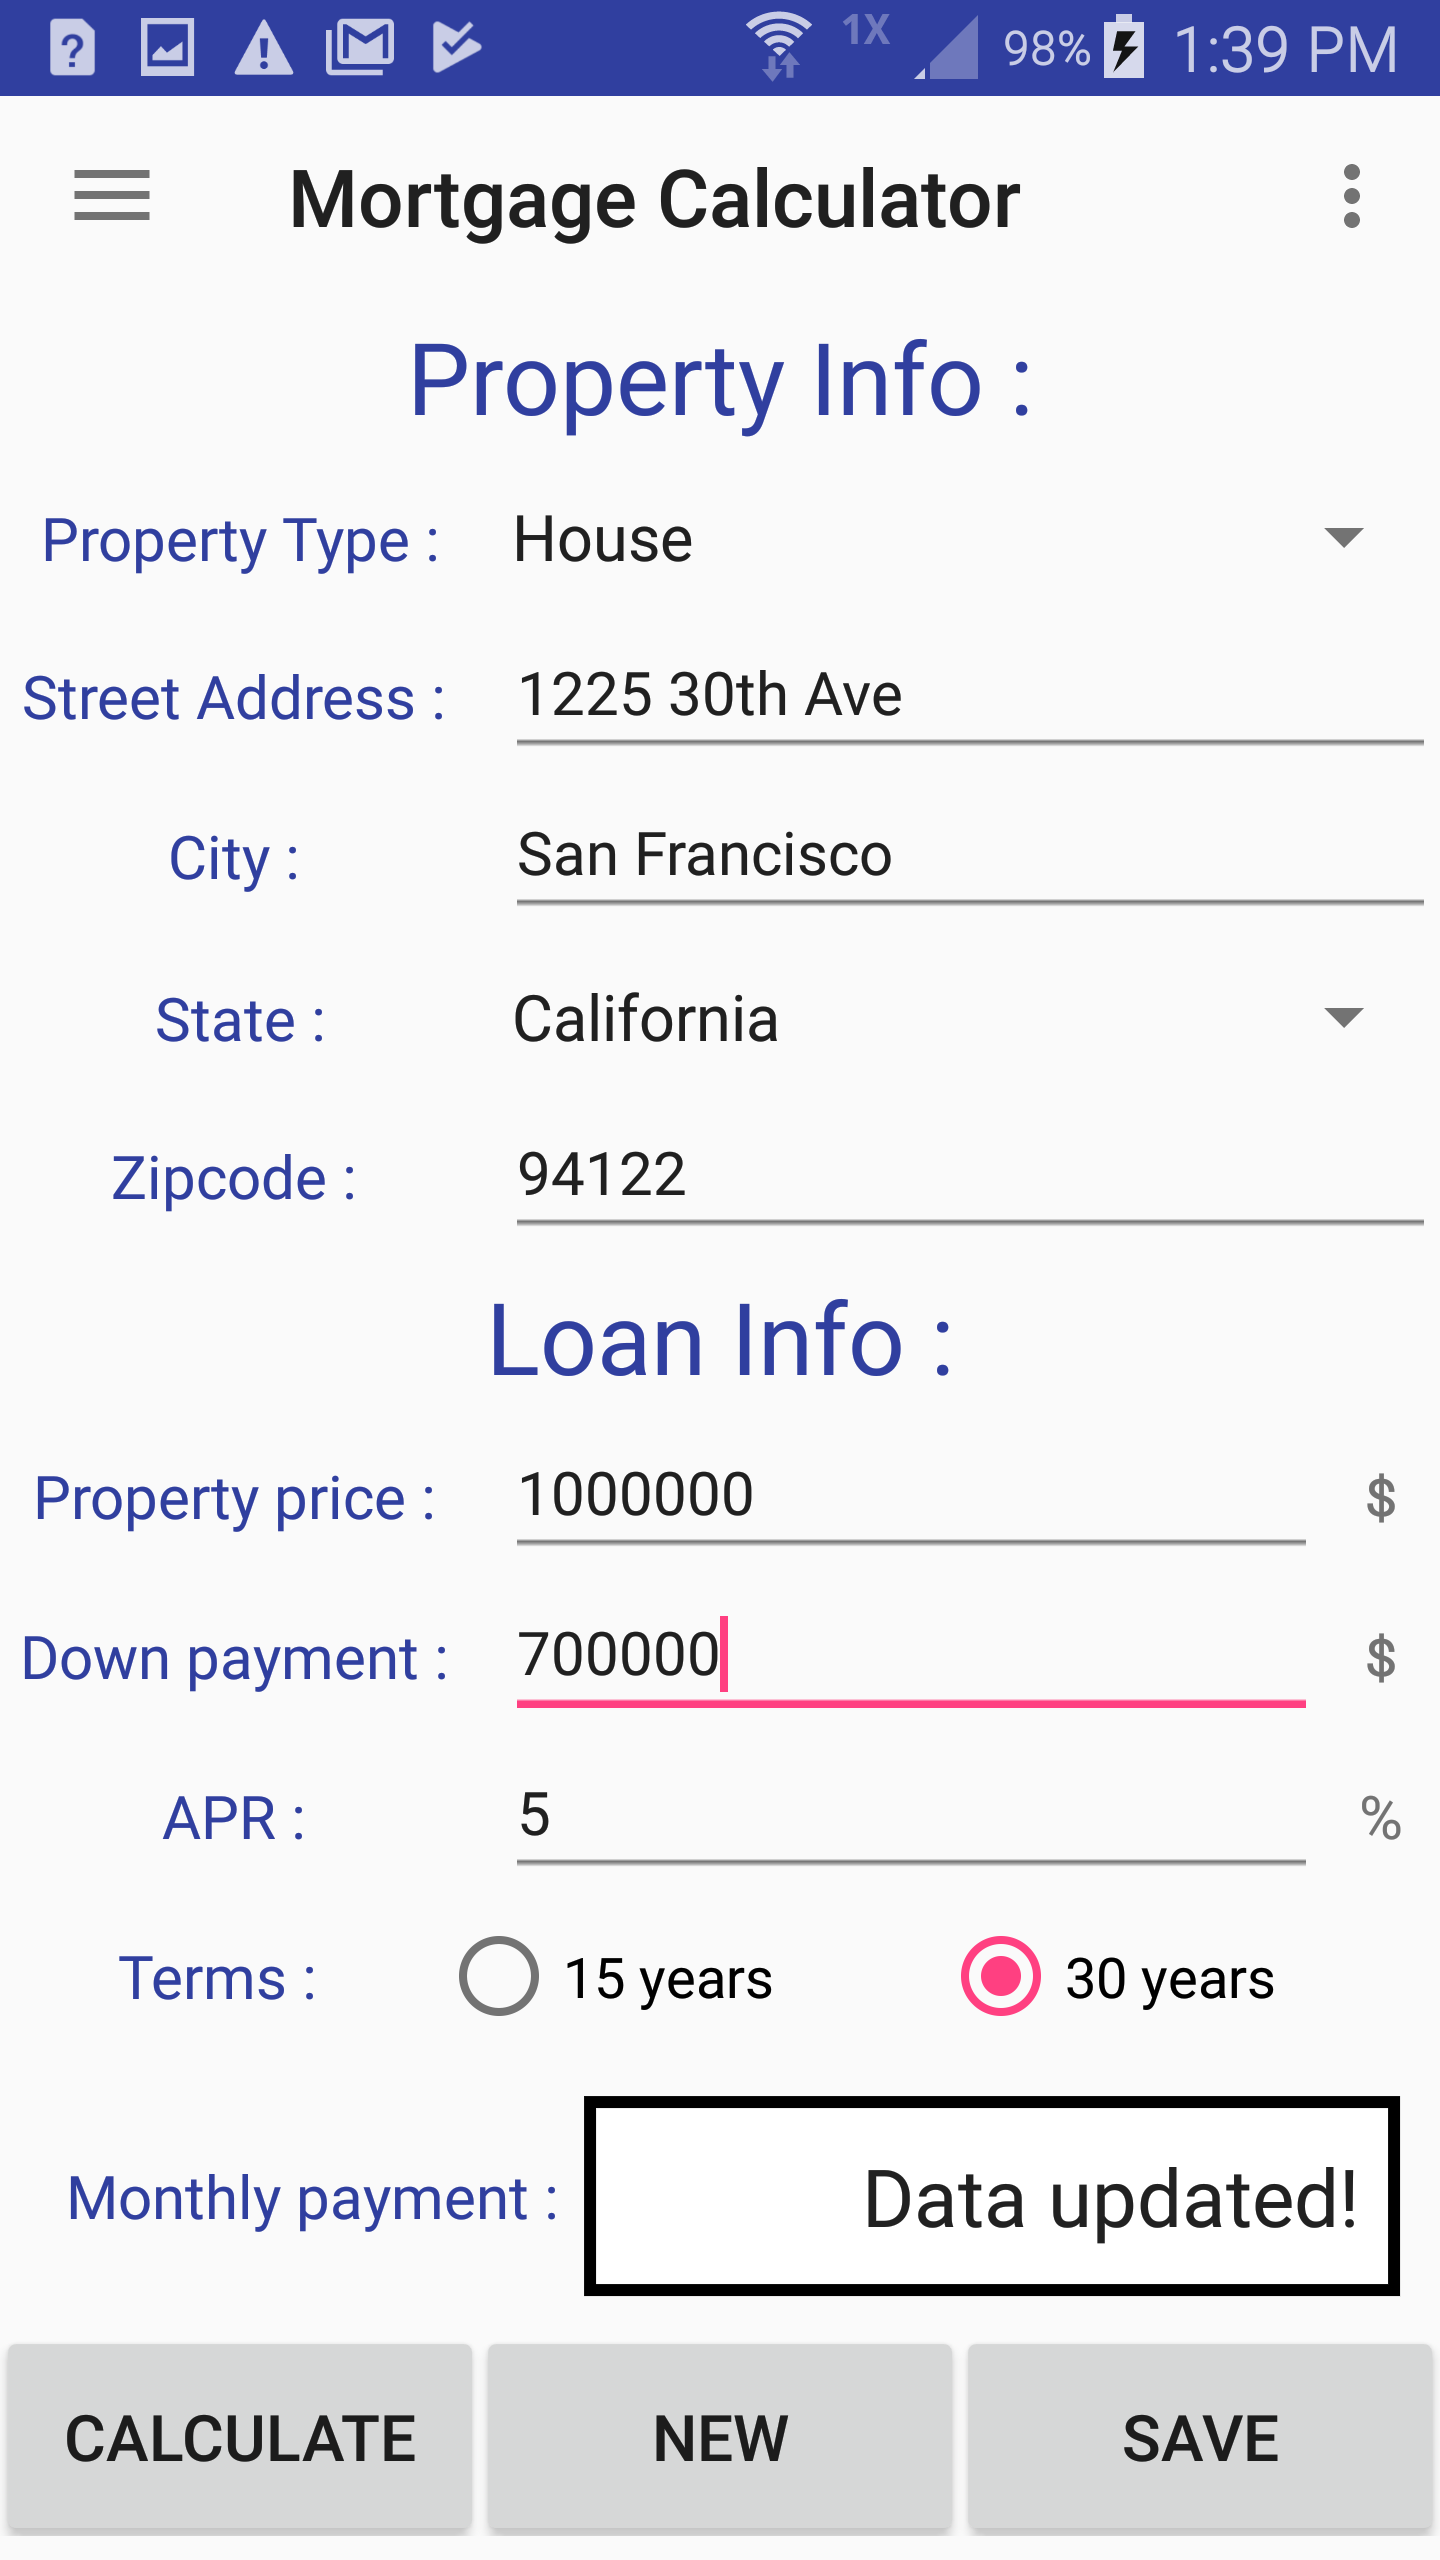 1X 98% 1:39 PM
Mortgage Calculator
Property Info :
Property Type : House
Street Address : 1225 30th Ave
City : San Francisco
State : California
Zipcode : 94122
Loan Info :
Property price : 1000000 $
Down payment : 700000 $
APR : 5 %
Terms : 15 years 30 years
Monthly payment : Data updated!
CALCULATE NEW SAVE